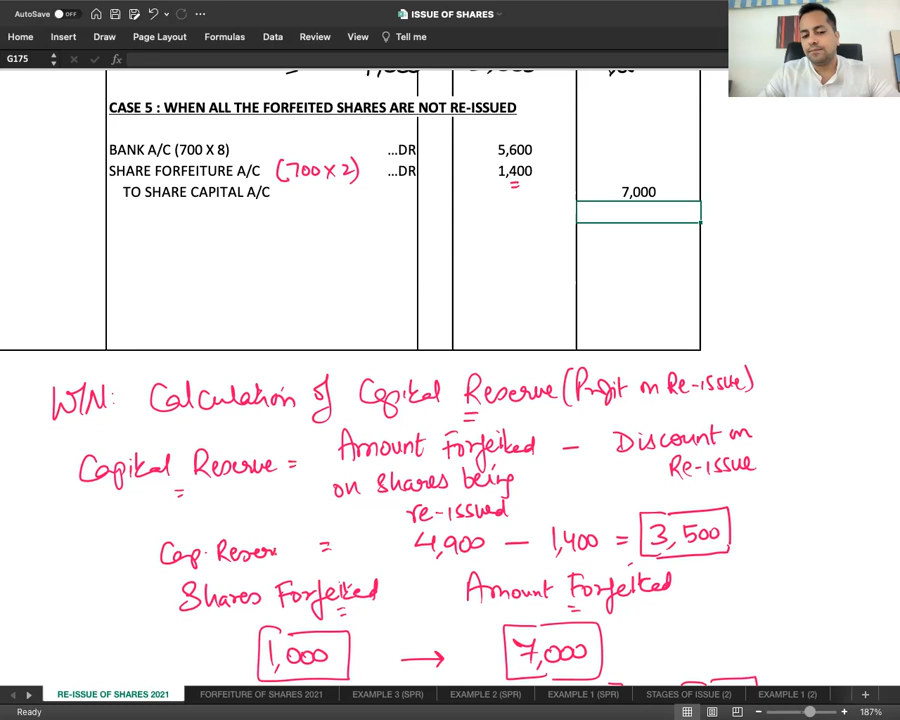 AutoSave OFF
ISSUE OF SHARES
Home Insert Draw Page Layout Formulas Data Review View Tell me
G175 fx
CASE 5 : WHEN ALL THE FORFEITED SHARES ARE NOT RE-ISSUED
BANK A/C (700 X 8) ...DR 5,600
SHARE FORFEITURE A/C (700 X 2) ...DR 1,400
TO SHARE CAPITAL A/C 7,000
W/N: Calculation of Capital Reserve (Profit on Re-issue)
Capital Reserve = Amount Forfeited on shares being re-issued – Discount on Re-issue
Cap. Reserve = 4,900 – 1,400 = 3,500
Shares Forfeited Amount Forfeited
1,000 → 7,000
RE-ISSUE OF SHARES 2021 FORFEITURE OF SHARES 2021 EXAMPLE 3 (SPR) EXAMPLE 2 (SPR) EXAMPLE 1 (SPR) STAGES OF ISSUE (2) EXAMPLE 1 (2) +
Ready 187%